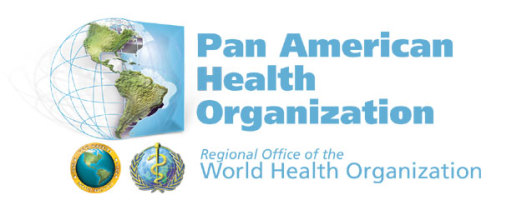 Pan American
Health
Organization
Regional Office of the
World Health Organization